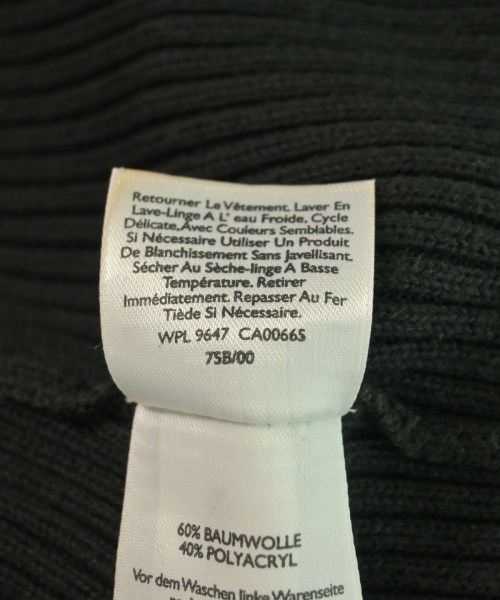 Retourner Le Vêtement. Laver En
Lave-Linge A L' eau Froide, Cycle
Délicate,Avec Couleurs Semblables.
Si Nécessaire Utiliser Un Produit
De Blanchissement Sans Javellisant.
Sécher Au Sèche-linge A Basse
Température. Retirer
Immédiatement. Repasser Au Fer
Tiède Si Nécessaire.
WPL 9647 CA00665
75B/00
60% BAUMWOLLE
40% POLYACRYL
Vor dem Waschen linke Warenseite